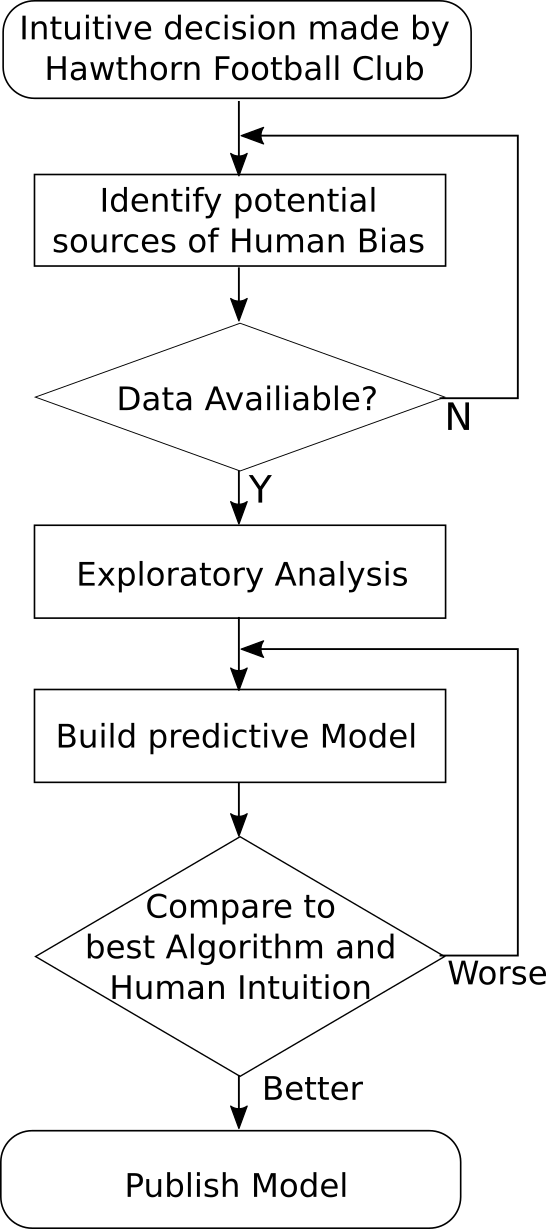 Intuitive decision made by
Hawthorn Football Club
Identify potential
sources of Human Bias
Data Availiable?
N
Y
Exploratory Analysis
Build predictive Model
Compare to
best Algorithm and
Human Intuition
Worse
Better
Publish Model